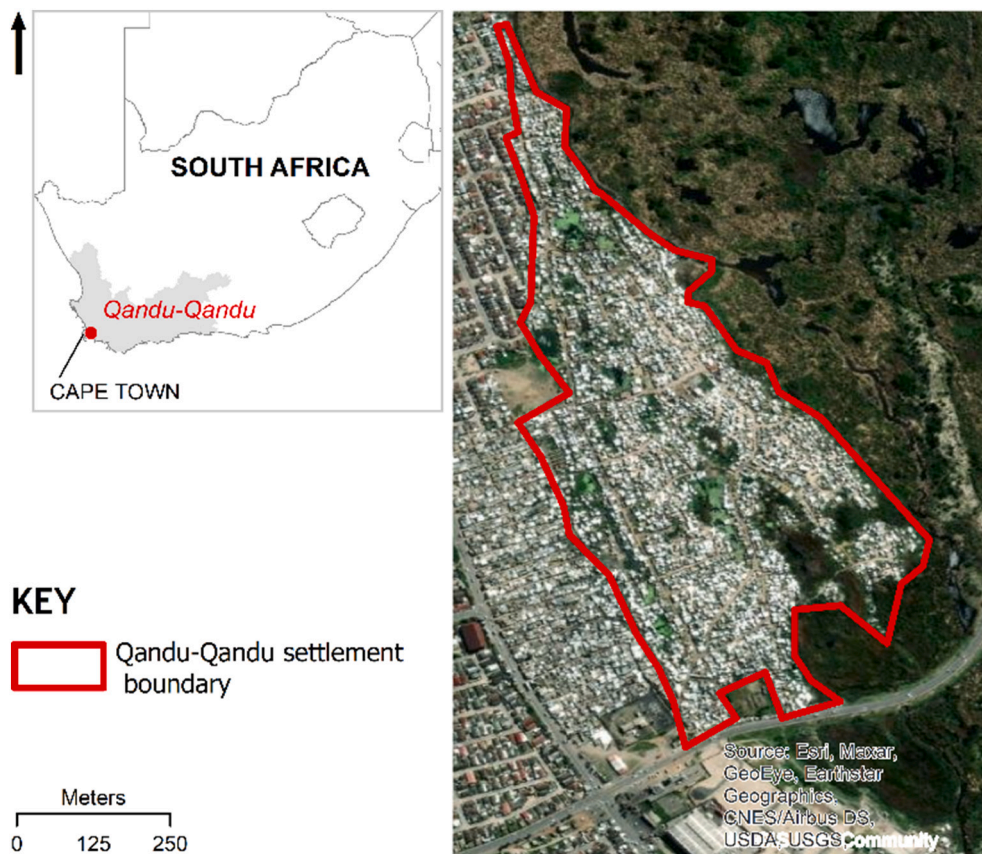 SOUTH AFRICA
Qandu-Qandu
CAPE TOWN
KEY
Qandu-Qandu settlement
boundary
Meters
0 125 250
Source: Esri, Maxar,
GeoEye, Earthstar
Geographics,
CNES/Airbus DS,
USDA, USGS,
Community